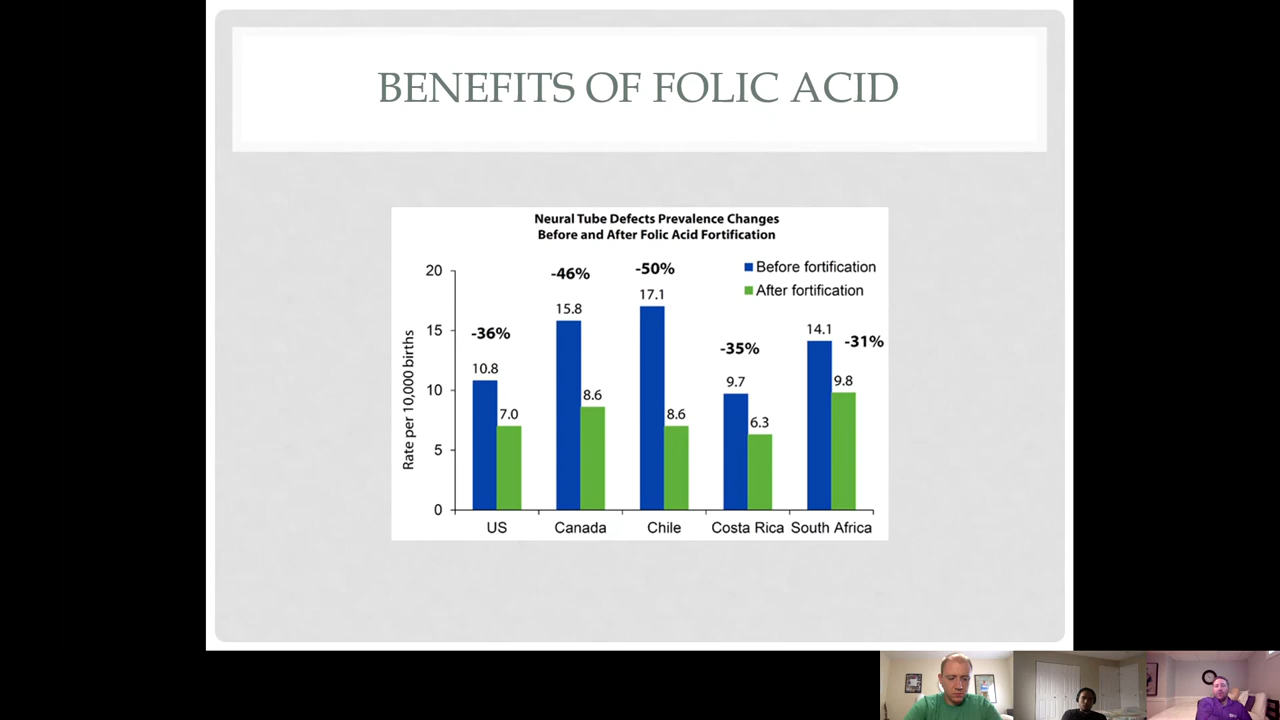 BENEFITS OF FOLIC ACID
Neural Tube Defects Prevalence Changes
Before and After Folic Acid Fortification
Before fortification
After fortification
Rate per 10,000 births
20
15
10
5
0
-36%
10.8
7.0
-46%
15.8
8.6
-50%
17.1
8.6
-35%
9.7
6.3
-31%
14.1
9.8
US
Canada
Chile
Costa Rica
South Africa